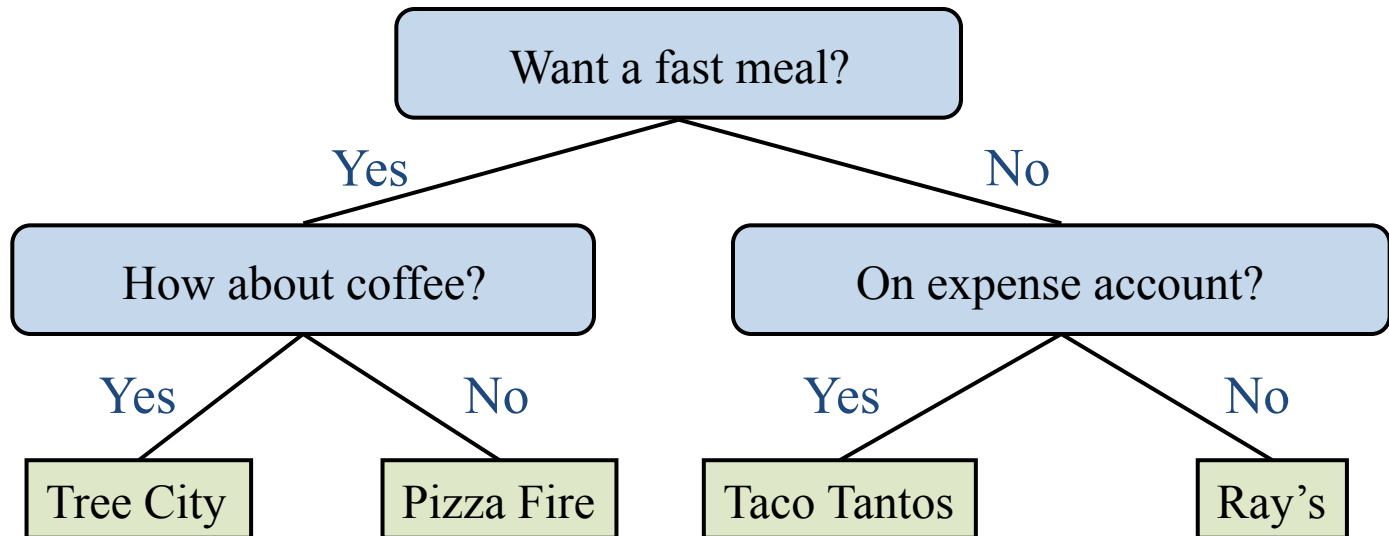 Want a fast meal?
Yes
No
How about coffee?
On expense account?
Yes
No
Yes
No
Tree City
Pizza Fire
Taco Tantos
Ray’s